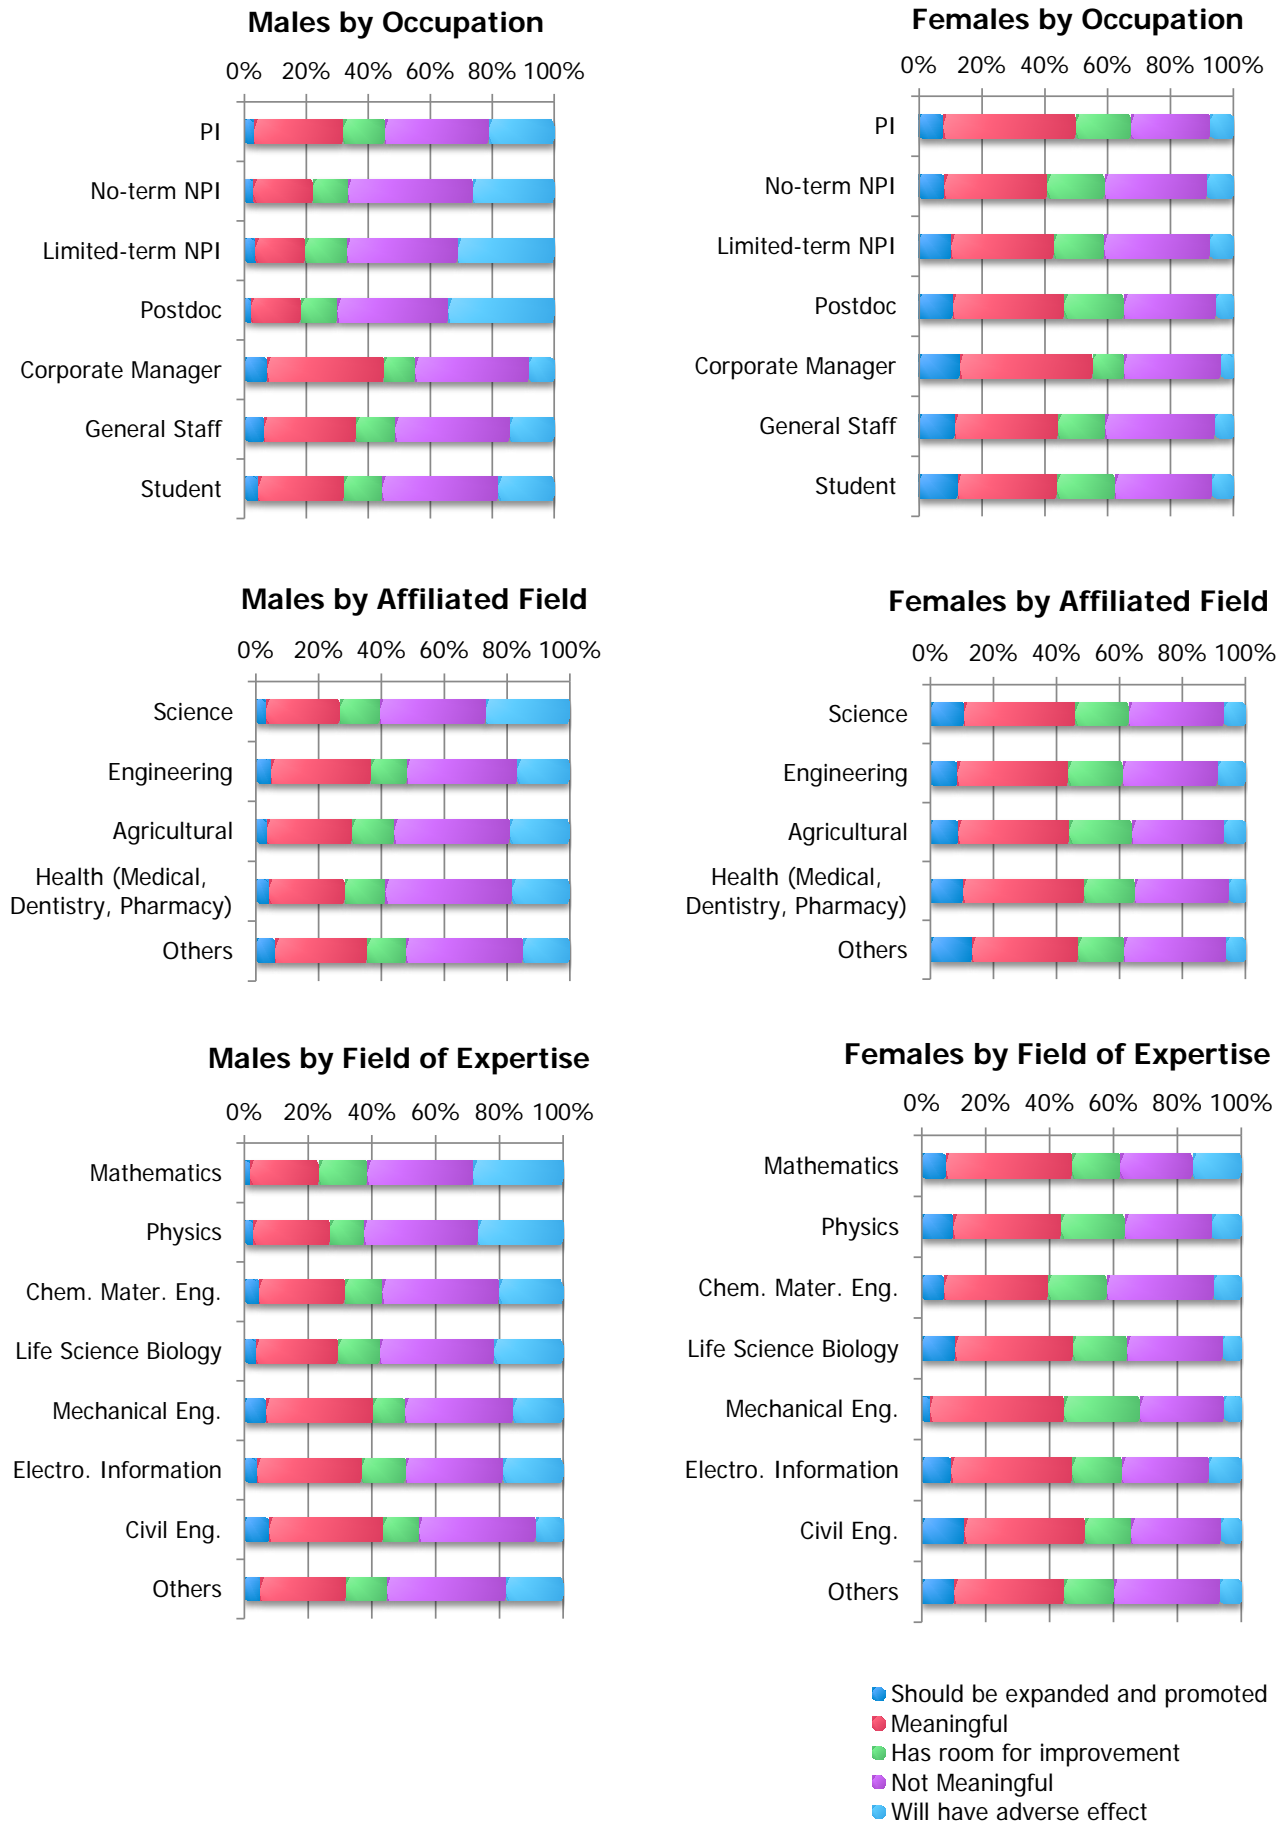 Males by Occupation
0% 20% 40% 60% 80% 100%
PI
No-term NPI
Limited-term NPI
Postdoc
Corporate Manager
General Staff
Student
Females by Occupation
0% 20% 40% 60% 80% 100%
PI
No-term NPI
Limited-term NPI
Postdoc
Corporate Manager
General Staff
Student
Males by Affiliated Field
0% 20% 40% 60% 80% 100%
Science
Engineering
Agricultural
Health (Medical,
Dentistry, Pharmacy)
Others
Females by Affiliated Field
0% 20% 40% 60% 80% 100%
Science
Engineering
Agricultural
Health (Medical,
Dentistry, Pharmacy)
Others
Males by Field of Expertise
0% 20% 40% 60% 80% 100%
Mathematics
Physics
Chem. Mater. Eng.
Life Science Biology
Mechanical Eng.
Electro. Information
Civil Eng.
Others
Females by Field of Expertise
0% 20% 40% 60% 80% 100%
Mathematics
Physics
Chem. Mater. Eng.
Life Science Biology
Mechanical Eng.
Electro. Information
Civil Eng.
Others
Should be expanded and promoted
Meaningful
Has room for improvement
Not Meaningful
Will have adverse effect